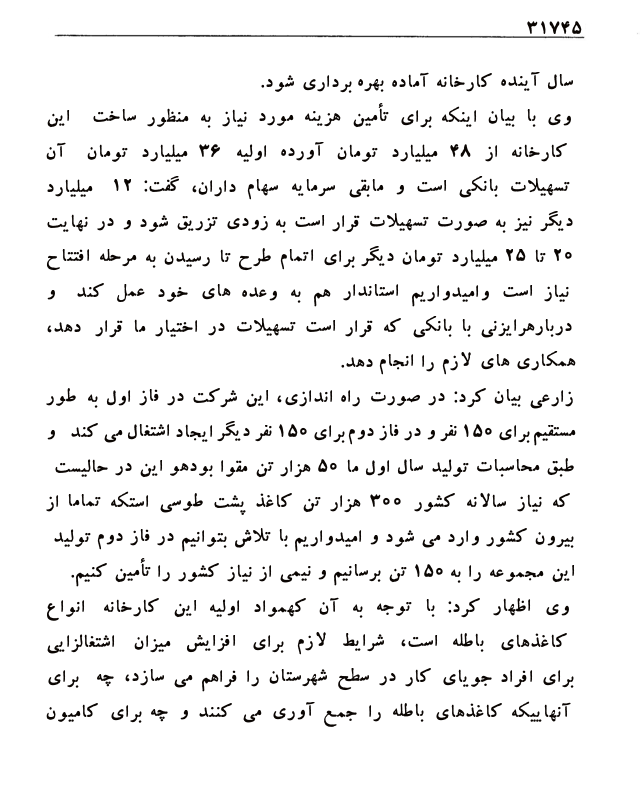 ۳۱۷۴۵
سال آینده کارخانه آماده بهره برداری شود.
وی با بیان اینکه برای تأمین هزینه مورد نیاز به منظور ساخت این
کارخانه از ۴۸ میلیارد تومان آورده اولیه ۳۶ میلیارد تومان آن
تسهیلات بانکی است و مابقی سرمایه سهام داران، گفت: ۱۲ میلیارد
دیگر نیز به صورت تسهیلات قرار است به زودی تزریق شود و در نهایت
۲۰ تا ۲۵ میلیارد تومان دیگر برای اتمام طرح تا رسیدن به مرحله افتتاح
نیاز است وامیدواریم استاندار هم به وعده های خود عمل کند و
دربارهرایزنی با بانکی که قرار است تسهیلات در اختیار ما قرار دهد،
همکاری های لازم را انجام دهد.
زارعی بیان کرد: در صورت راه اندازی، این شرکت در فاز اول به طور
مستقیم برای ۱۵۰ نفر و در فاز دوم برای ۱۵۰ نفر دیگر ایجاد اشتغال می کند و
طبق محاسبات تولید سال اول ما ۵۰ هزار تن مقوا بودهو این در حالیست
که نیاز سالانه کشور ۳۰۰ هزار تن کاغذ پشت طوسی استکه تماما از
بیرون کشور وارد می شود و امیدواریم با تلاش بتوانیم در فاز دوم تولید
این مجموعه را به ۱۵۰ تن برسانیم و نیمی از نیاز کشور را تأمین کنیم.
وی اظهار کرد: با توجه به آن کهمواد اولیه این کارخانه انواع
کاغذهای باطله است، شرایط لازم برای افزایش میزان اشتغالزایی
برای افراد جویای کار در سطح شهرستان را فراهم می سازد، چه برای
آنهاییکه کاغذهای باطله را جمع آوری می کنند و چه برای کامیون